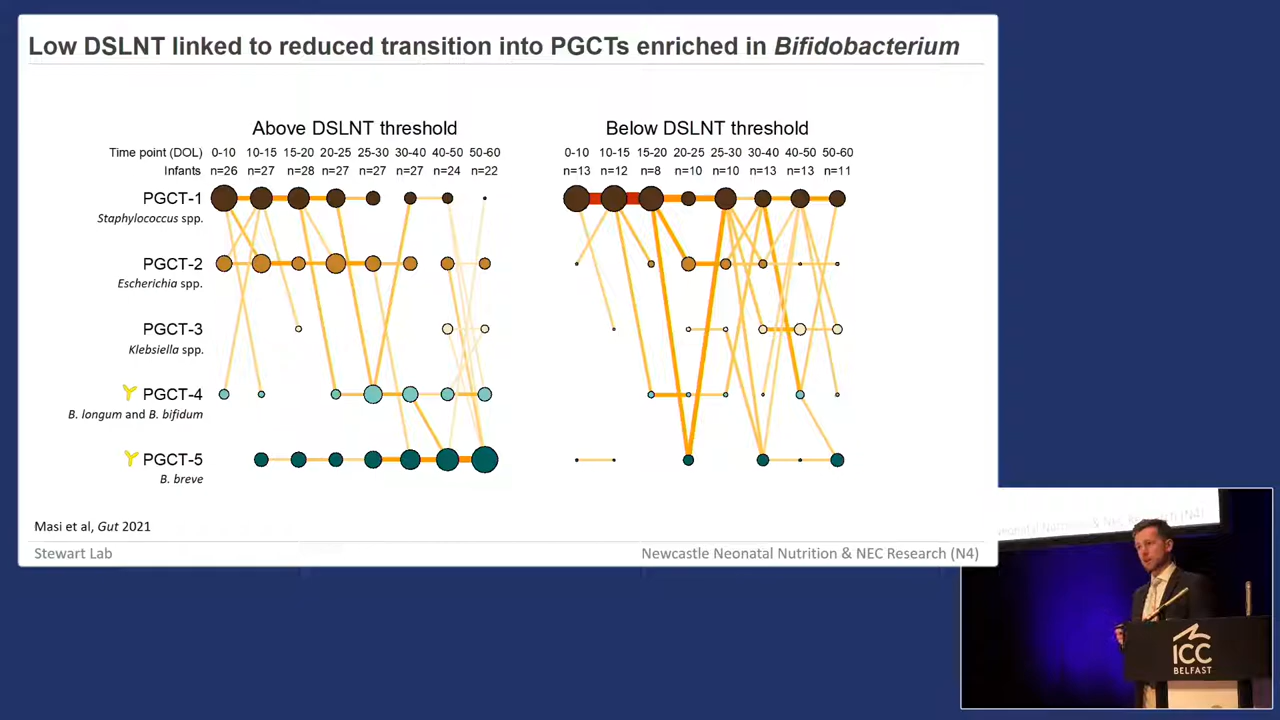 Low DSLNT linked to reduced transition into PGCTs enriched in Bifidobacterium
Above DSLNT threshold
Time point (DOL) 0-10 10-15 15-20 20-25 25-30 30-40 40-50 50-60
Infants n=26 n=27 n=28 n=27 n=27 n=27 n=24 n=22
Below DSLNT threshold
0-10 10-15 15-20 20-25 25-30 30-40 40-50 50-60
n=13 n=12 n=8 n=10 n=10 n=13 n=13 n=11
PGCT-1
Staphylococcus spp.
PGCT-2
Escherichia spp.
PGCT-3
Klebsiella spp.
PGCT-4
B. longum and B. bifidum
PGCT-5
B. breve
Masi et al, Gut 2021
Stewart Lab
Newcastle Neonatal Nutrition & NEC Research (N4)
Neonatal Nutrition & NEC Research (N4)
ICC
BELFAST